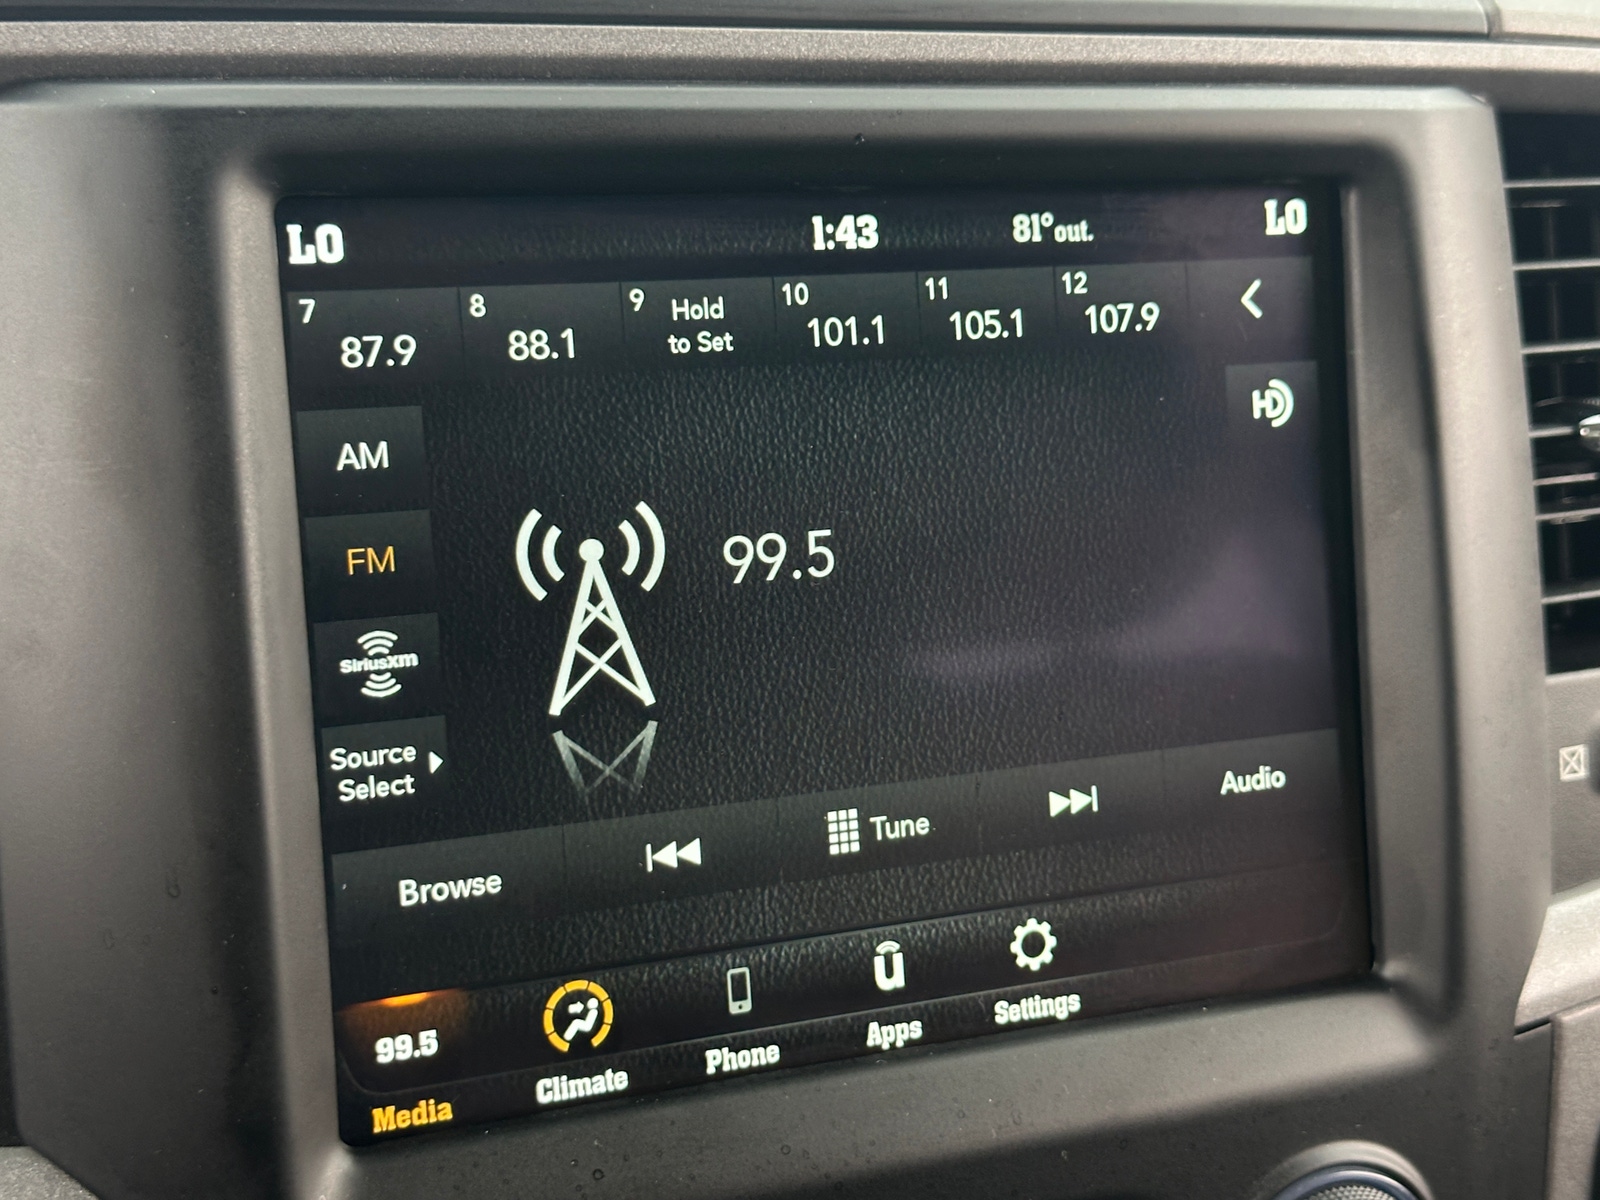 LO 1:43 81° out. LO
7 8 9 Hold 10 11 12
87.9 88.1 to Set 101.1 105.1 107.9
HD
AM
FM
99.5
SiriusXM
Source
Select
Browse Tune Audio
99.5
Media Climate Phone Apps Settings